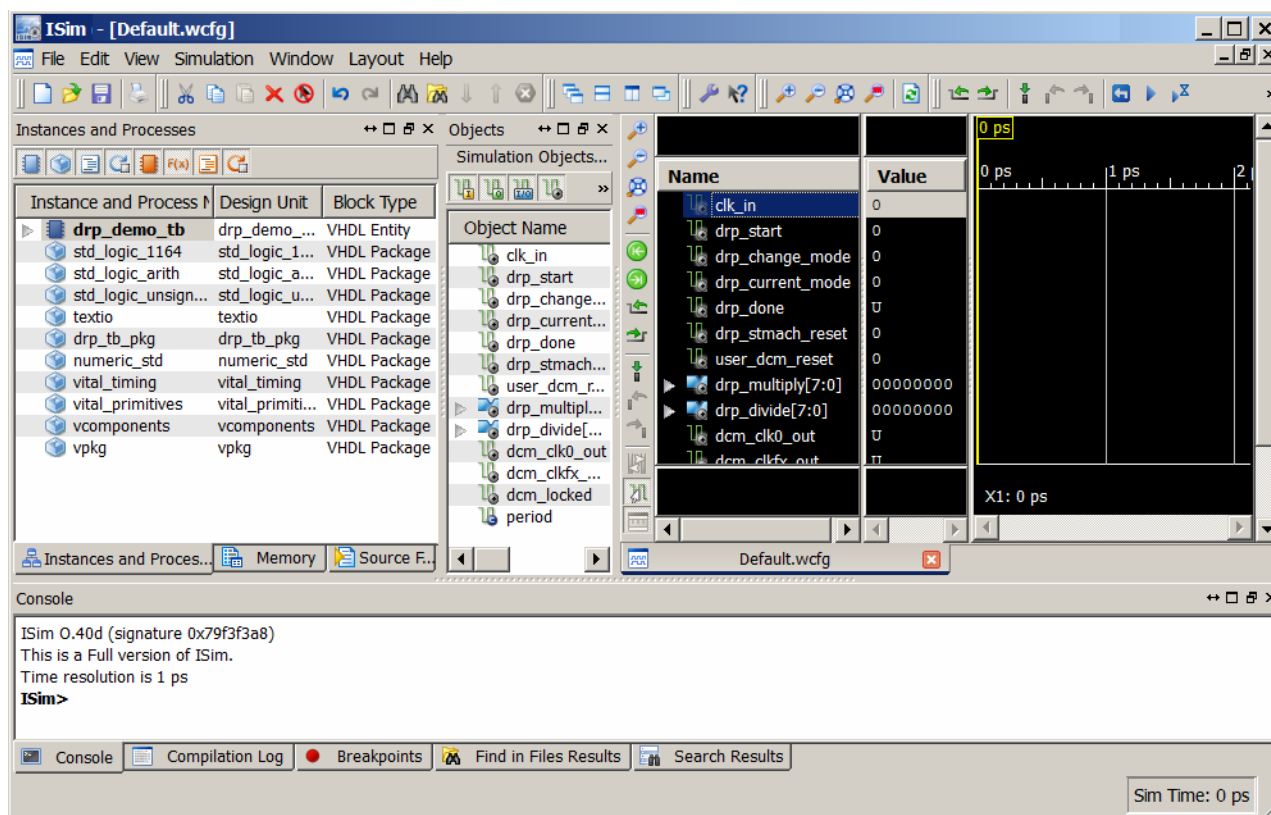 ISim - [Default.wcfg]
File Edit View Simulation Window Layout Help
Instances and Processes
Instance and Process N Design Unit Block Type
drp_demo_tb drp_demo_... VHDL Entity
std_logic_1164 std_logic_1... VHDL Package
std_logic_arith std_logic_a... VHDL Package
std_logic_unsign... std_logic_u... VHDL Package
textio textio VHDL Package
drp_tb_pkg drp_tb_pkg VHDL Package
numeric_std numeric_std VHDL Package
vital_timing vital_timing VHDL Package
vital_primitives vital_primiti... VHDL Package
vcomponents vcomponents VHDL Package
vpkg vpkg VHDL Package
Instances and Proces... Memory Source F...
Objects
Simulation Objects...
»
Object Name
clk_in
drp_start
drp_change...
drp_current...
drp_done
drp_stmach...
user_dcm_r...
drp_multipl...
drp_divide[...
dcm_clk0_out
dcm_clkfx_...
dcm_locked
period
Name Value
clk_in 0
drp_start 0
drp_change_mode 0
drp_current_mode 0
drp_done U
drp_stmach_reset 0
user_dcm_reset 0
drp_multiply[7:0] 00000000
drp_divide[7:0] 00000000
dcm_clk0_out U
dcm_clkfx_out U
0 ps
0 ps 1 ps 2
X1: 0 ps
Default.wcfg
Console
ISim O.40d (signature 0x79f3f3a8)
This is a Full version of ISim.
Time resolution is 1 ps
ISim>
Console Compilation Log Breakpoints Find in Files Results Search Results
Sim Time: 0 ps